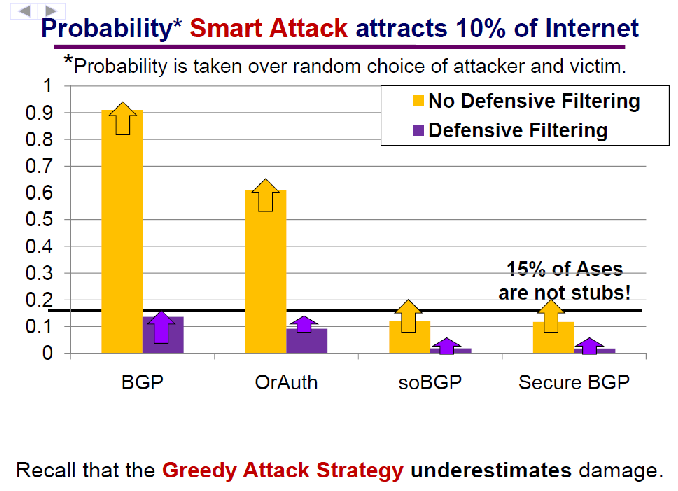 Probability* Smart Attack attracts 10% of Internet
*Probability is taken over random choice of attacker and victim.
1
0.9
0.8
0.7
0.6
0.5
0.4
0.3
0.2
0.1
0
No Defensive Filtering
Defensive Filtering
15% of Ases
are not stubs!
BGP OrAuth soBGP Secure BGP
Recall that the Greedy Attack Strategy underestimates damage.